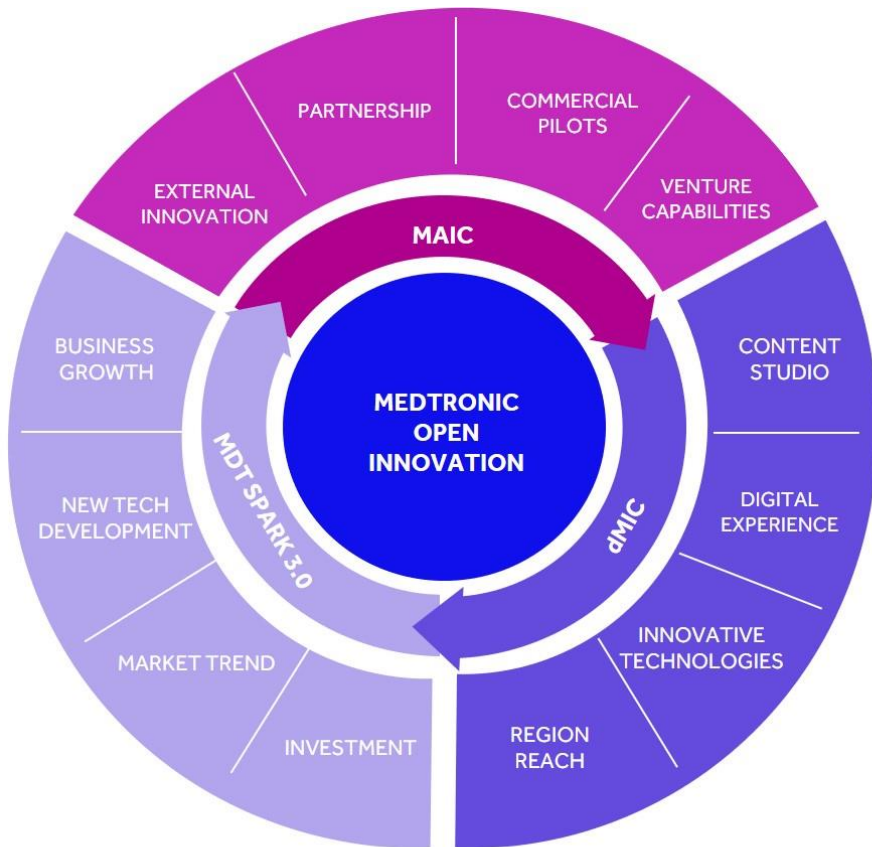 PARTNERSHIP
COMMERCIAL
PILOTS
EXTERNAL
INNOVATION
VENTURE
CAPABILITIES
MAIC
BUSINESS
GROWTH
CONTENT
STUDIO
MEDTRONIC
OPEN
INNOVATION
MDT SPARK 3.0
dMIC
NEW TECH
DEVELOPMENT
DIGITAL
EXPERIENCE
MARKET TREND
INNOVATIVE
TECHNOLOGIES
INVESTMENT
REGION
REACH